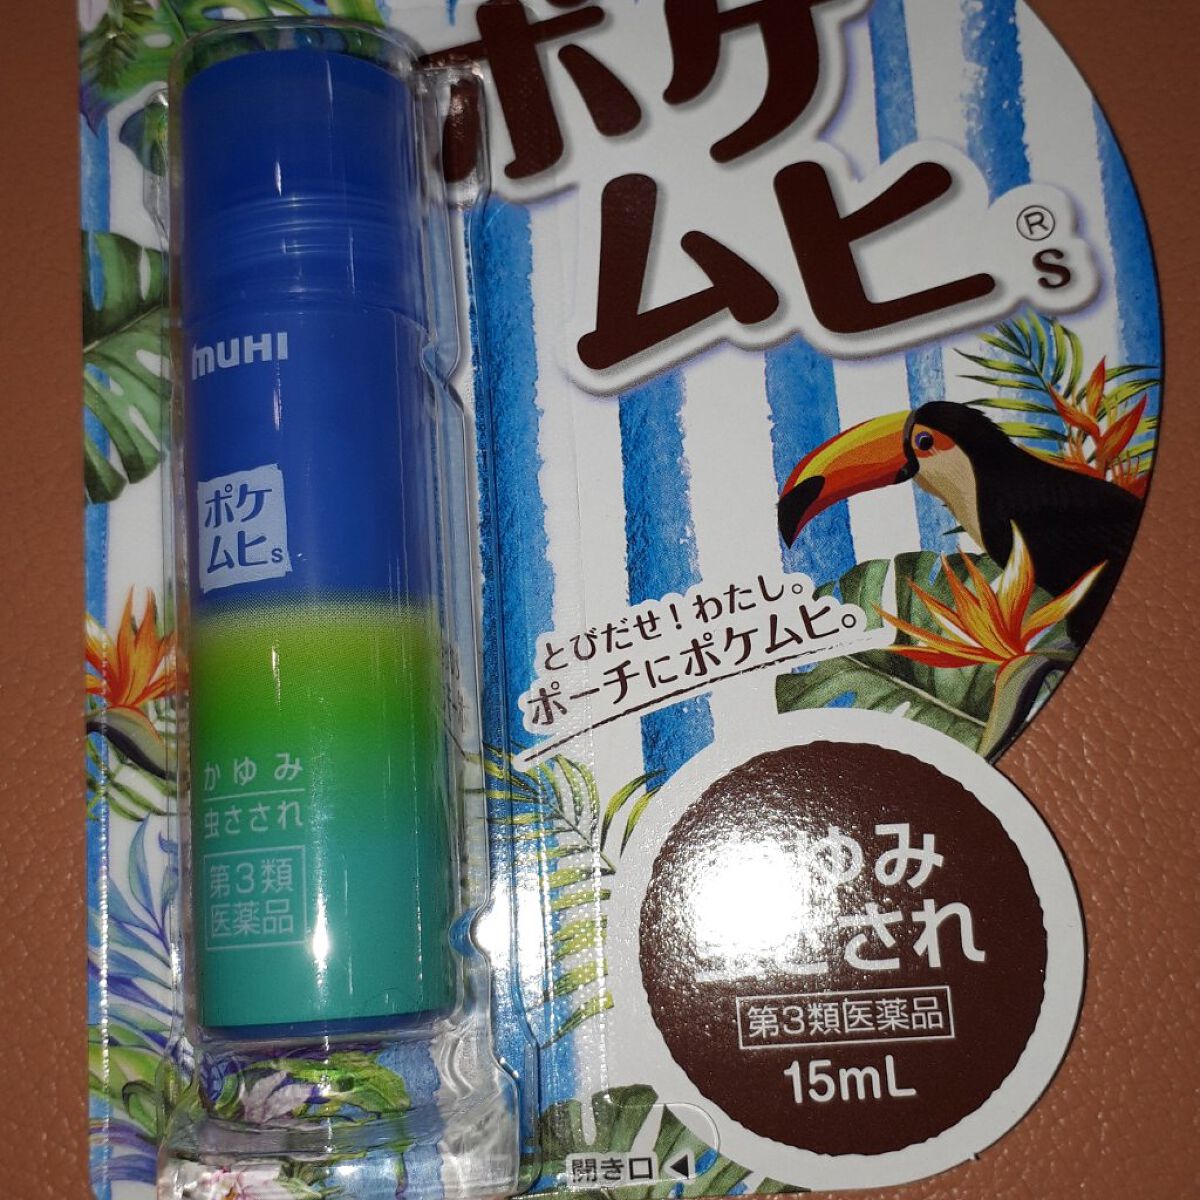 ポケ
ムヒ®s
muHI
ポケ
ムヒs
かゆみ
虫さされ
第3類
医薬品
とびだせ!わたし。
ポーチにポケムヒ。
ゆみ
さされ
第3類医薬品
15mL
開き口◀